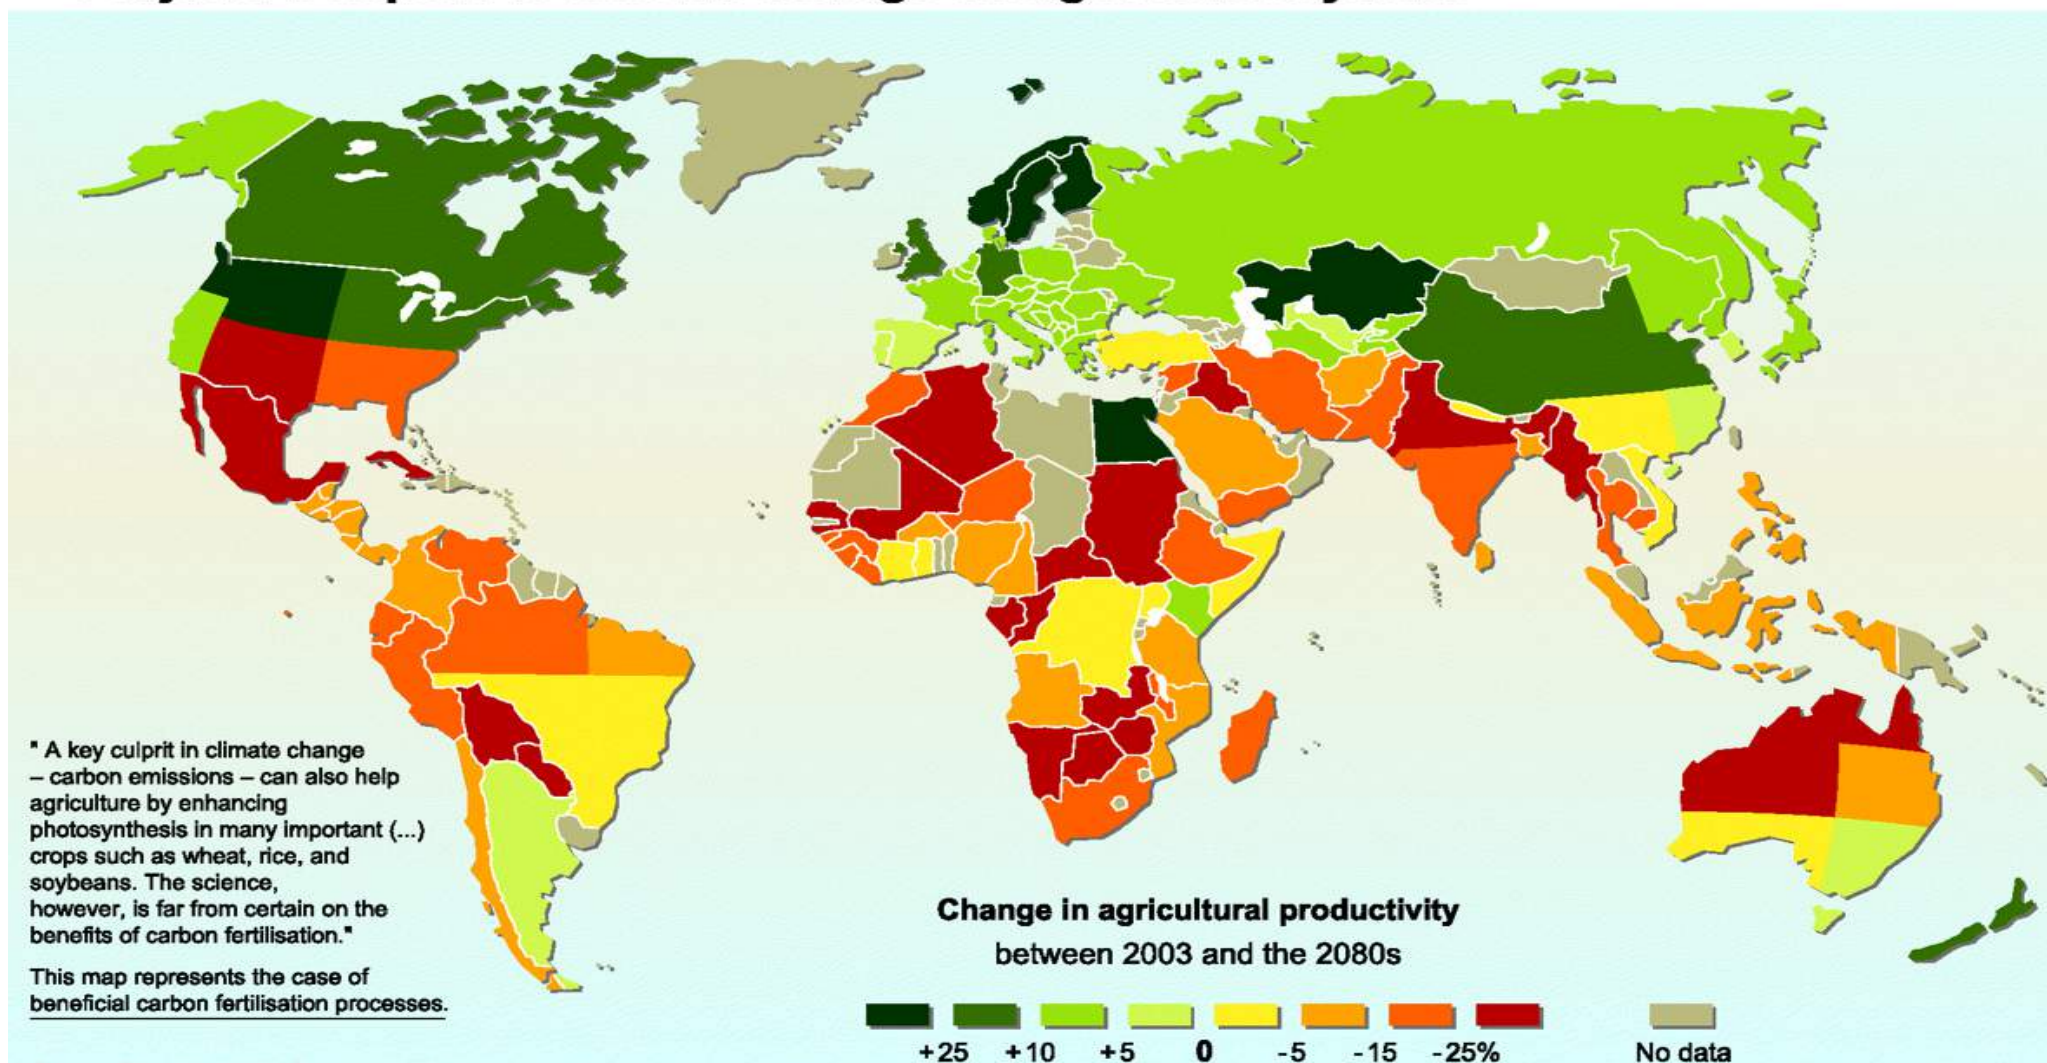 " A key culprit in climate change
– carbon emissions – can also help
agriculture by enhancing
photosynthesis in many important (...)
crops such as wheat, rice, and
soybeans. The science,
however, is far from certain on the
benefits of carbon fertilisation."
This map represents the case of
beneficial carbon fertilisation processes.
Change in agricultural productivity
between 2003 and the 2080s
+25 +10 +5 0 -5 -15 -25% No data